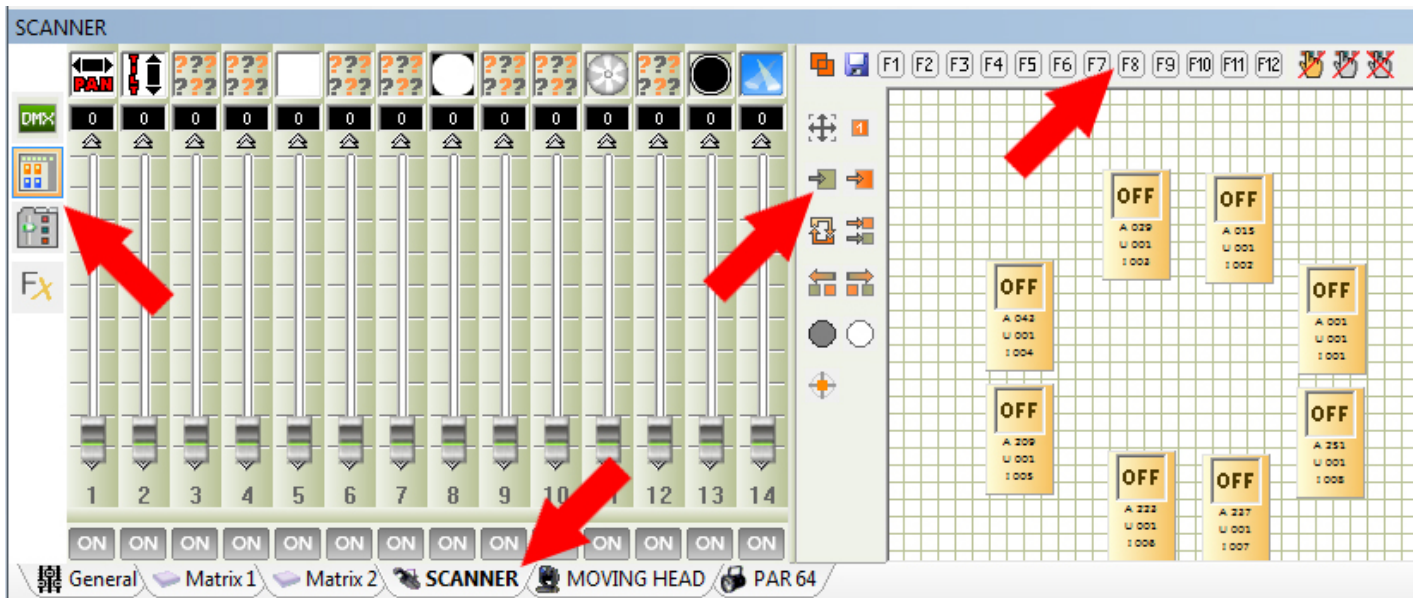 SCANNER
PAN ??? ??? ??? ??? ??? ??? ???
??? ??? ??? ??? ??? ??? ???
F1 F2 F3 F4 F5 F6 F7 F8 F9 F10 F11 F12
DMX
0 0 0 0 0 0 0 0 0 0 0 0 0 0
1
Fx
OFF
A 029
U 001
I 003
OFF
A 015
U 001
I 002
OFF
A 043
U 001
I 004
OFF
A 001
U 001
I 001
OFF
A 209
U 001
I 005
OFF
A 251
U 001
I 008
OFF
A 223
U 001
I 006
OFF
A 237
U 001
I 007
1 2 3 4 5 6 7 8 9 10 12 13 14
ON ON ON ON ON ON ON ON ON ON ON ON ON
General Matrix 1 Matrix 2 SCANNER MOVING HEAD PAR 64